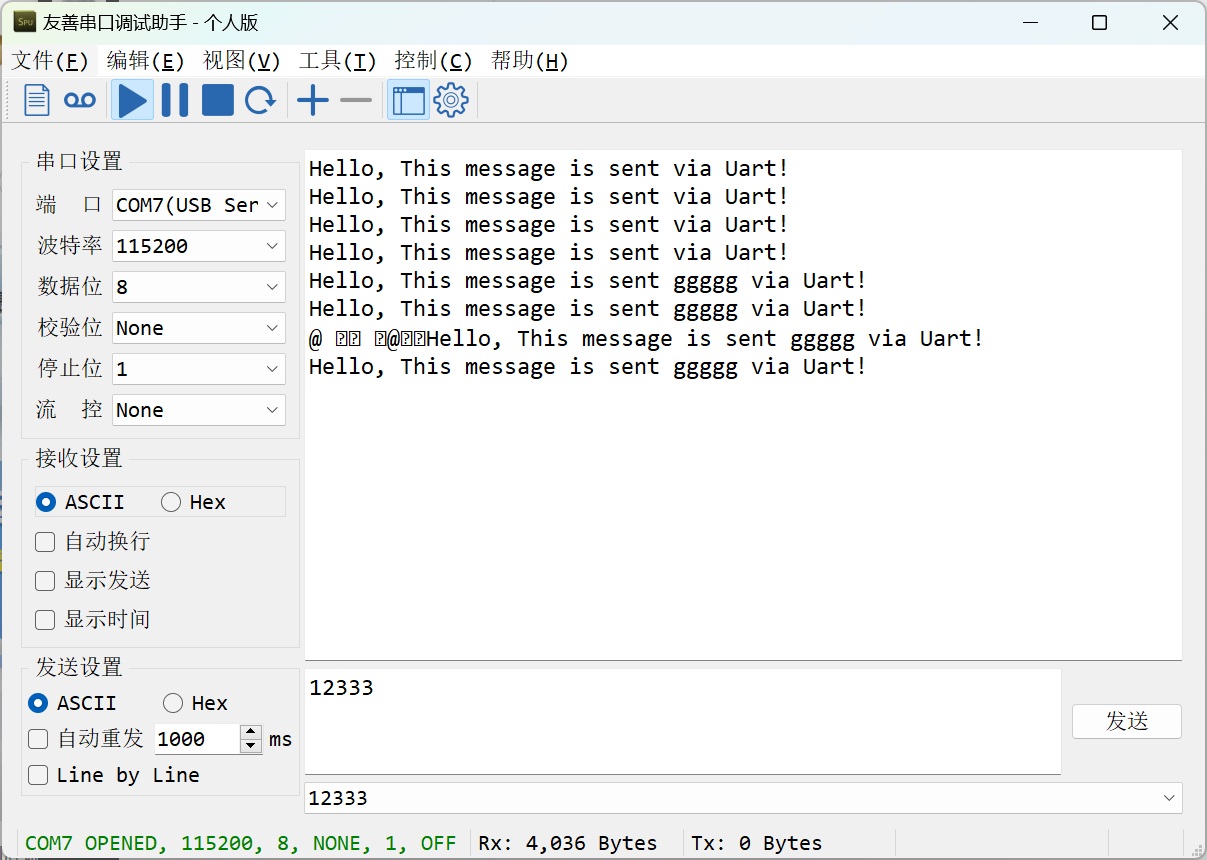 友善串口调试助手 - 个人版
文件(F) 编辑(E) 视图(V) 工具(T) 控制(C) 帮助(H)
串口设置
端 口 COM7(USB Ser
波特率 115200
数据位 8
校验位 None
停止位 1
流 控 None
接收设置
ASCII Hex
自动换行
显示发送
显示时间
发送设置
ASCII Hex
自动重发 1000 ms
Line by Line
Hello, This message is sent via Uart!
Hello, This message is sent via Uart!
Hello, This message is sent via Uart!
Hello, This message is sent via Uart!
Hello, This message is sent ggggg via Uart!
Hello, This message is sent ggggg via Uart!
@ @Hello, This message is sent ggggg via Uart!
Hello, This message is sent ggggg via Uart!
12333
发送
12333
COM7 OPENED, 115200, 8, NONE, 1, OFF Rx: 4,036 Bytes Tx: 0 Bytes